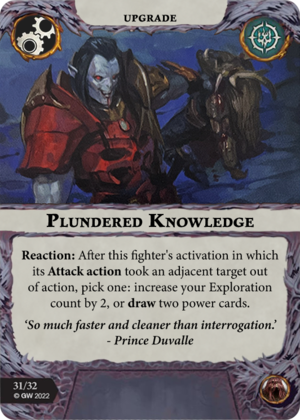 UPGRADE
PLUNDERED KNOWLEDGE
Reaction: After this fighter's activation in which
its Attack action took an adjacent target out
of action, pick one: increase your Exploration
count by 2, or draw two power cards.
‘So much faster and cleaner than interrogation.’
- Prince Duvalle
31/32
© GW 2022